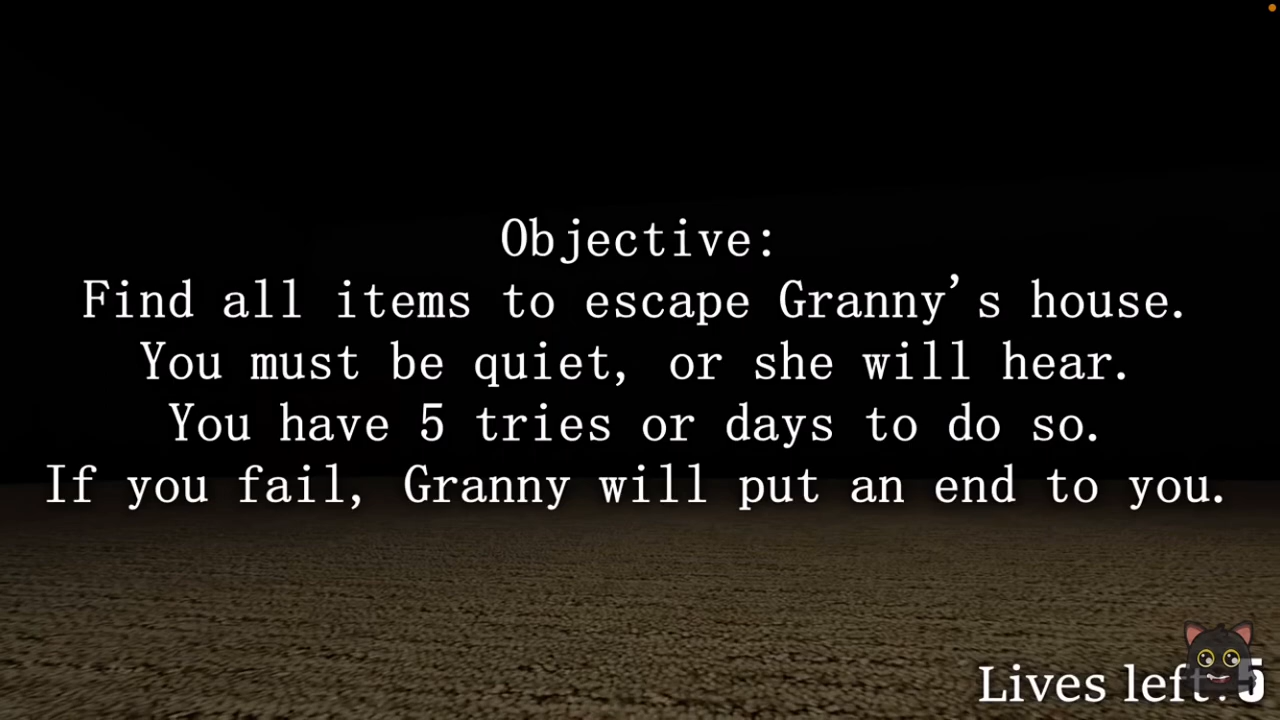 Objective:
Find all items to escape Granny's house.
You must be quiet, or she will hear.
You have 5 tries or days to do so.
If you fail, Granny will put an end to you.
Lives left:5